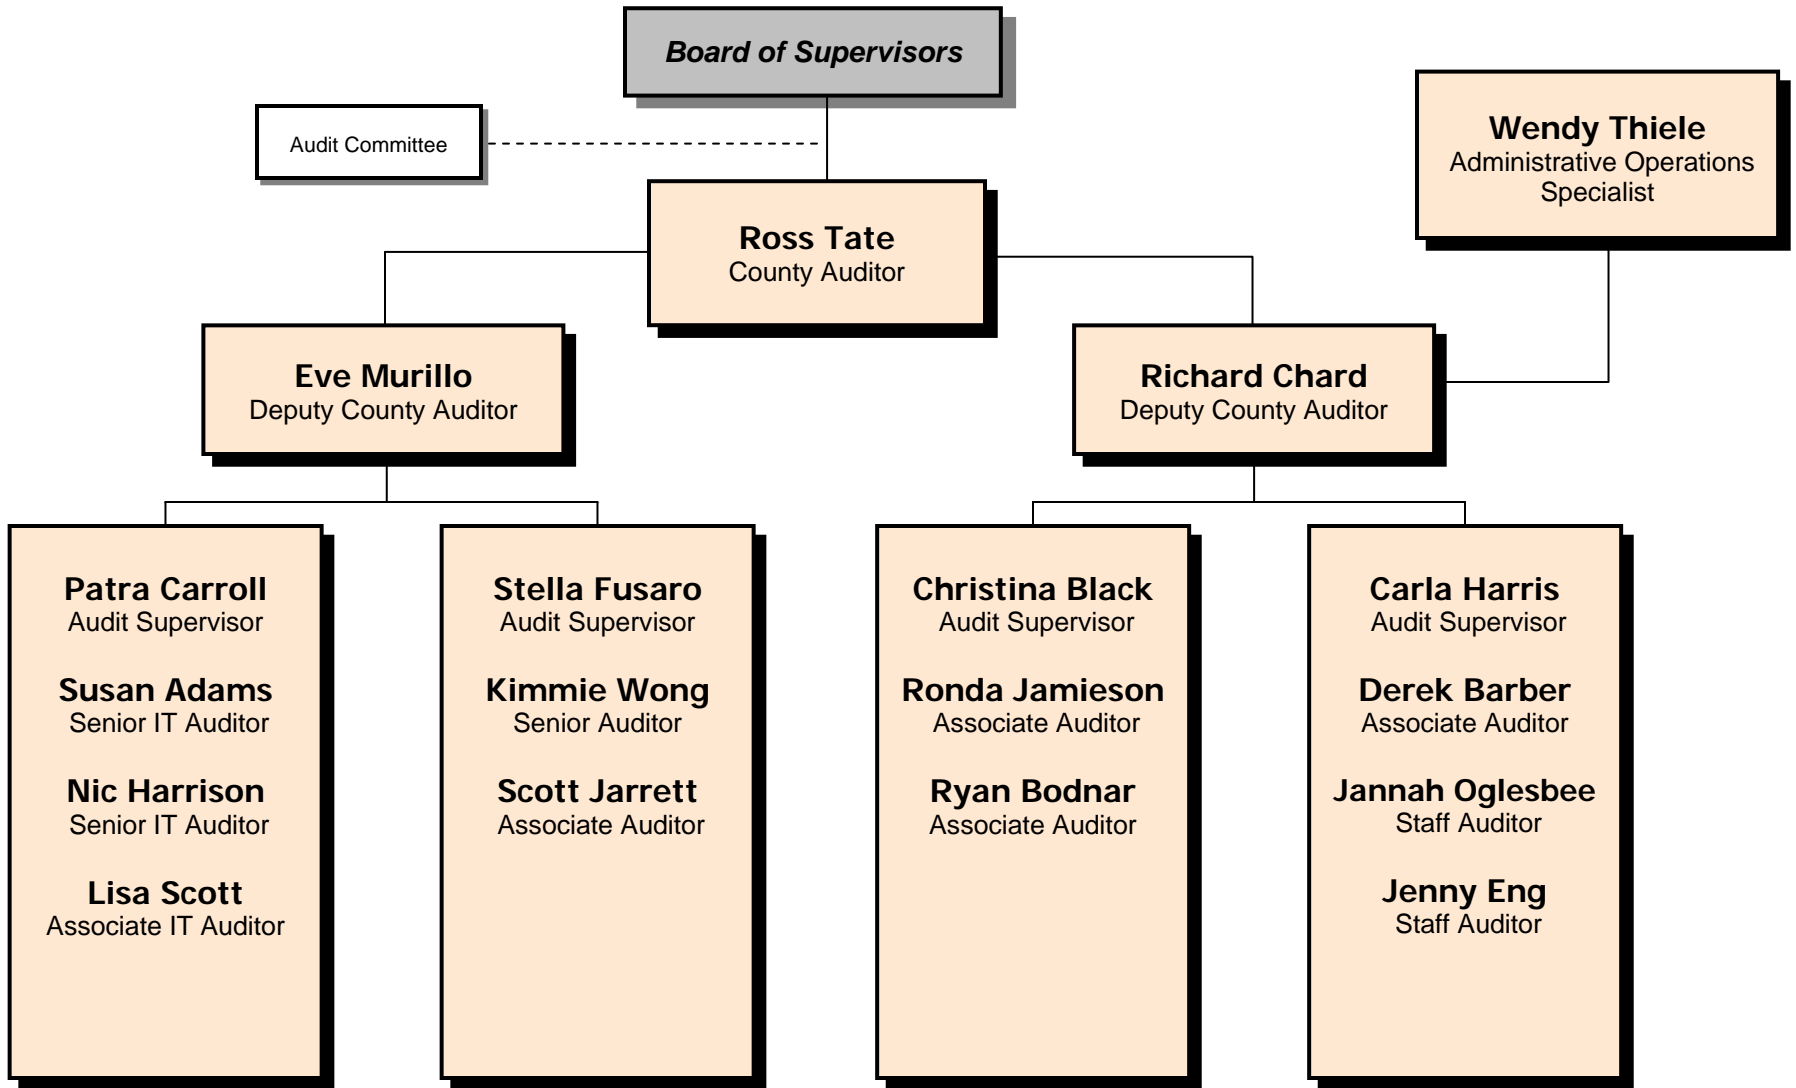 Board of Supervisors
Audit Committee
Wendy Thiele
Administrative Operations
Specialist
Ross Tate
County Auditor
Eve Murillo
Deputy County Auditor
Richard Chard
Deputy County Auditor
Patra Carroll
Audit Supervisor
Susan Adams
Senior IT Auditor
Nic Harrison
Senior IT Auditor
Lisa Scott
Associate IT Auditor
Stella Fusaro
Audit Supervisor
Kimmie Wong
Senior Auditor
Scott Jarrett
Associate Auditor
Christina Black
Audit Supervisor
Ronda Jamieson
Associate Auditor
Ryan Bodnar
Associate Auditor
Carla Harris
Audit Supervisor
Derek Barber
Associate Auditor
Jannah Oglesbee
Staff Auditor
Jenny Eng
Staff Auditor